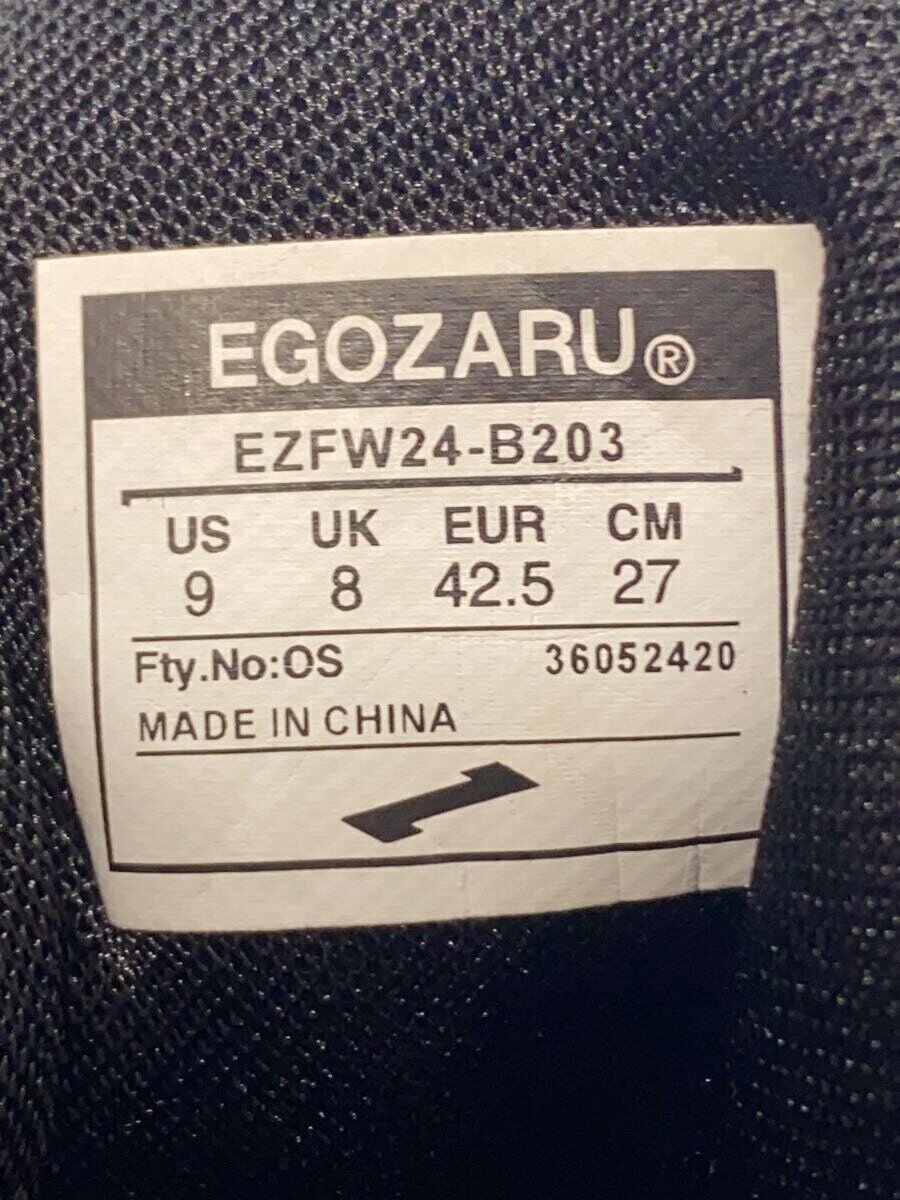 EGOZARU®
EZFW24-B203
US UK EUR CM
9 8 42.5 27
Fty.No:OS 36052420
MADE IN CHINA